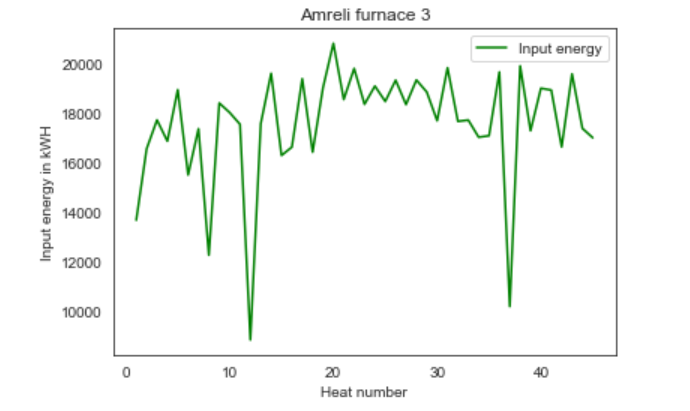 Amreli furnace 3
Input energy
Input energy in kWH
20000
18000
16000
14000
12000
10000
0 10 20 30 40
Heat number